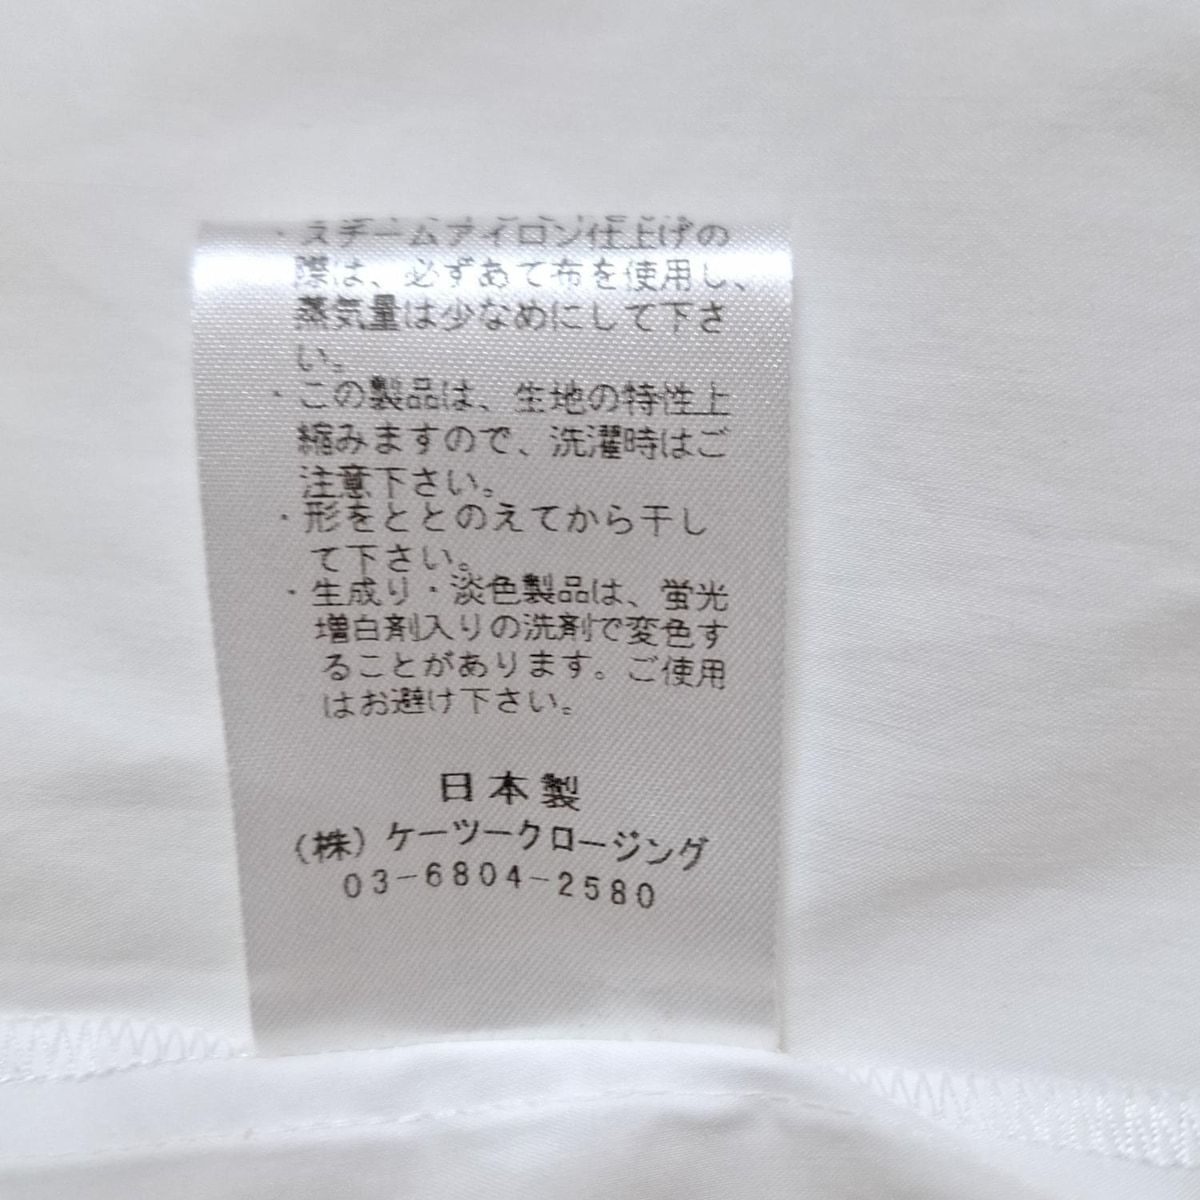 ・スチームアイロン仕上げの
際は、必ずあて布を使用し、
蒸気量は少なめにして下さ
い。
・この製品は、生地の特性上
縮みますので、洗濯時はご
注意下さい。
・形をととのえてから干し
て下さい。
・生成り・淡色製品は、蛍光
増白剤入りの洗剤で変色す
ることがあります。ご使用
はお避け下さい。
日本製
（株）ケーツークロージング
03-6804-2580